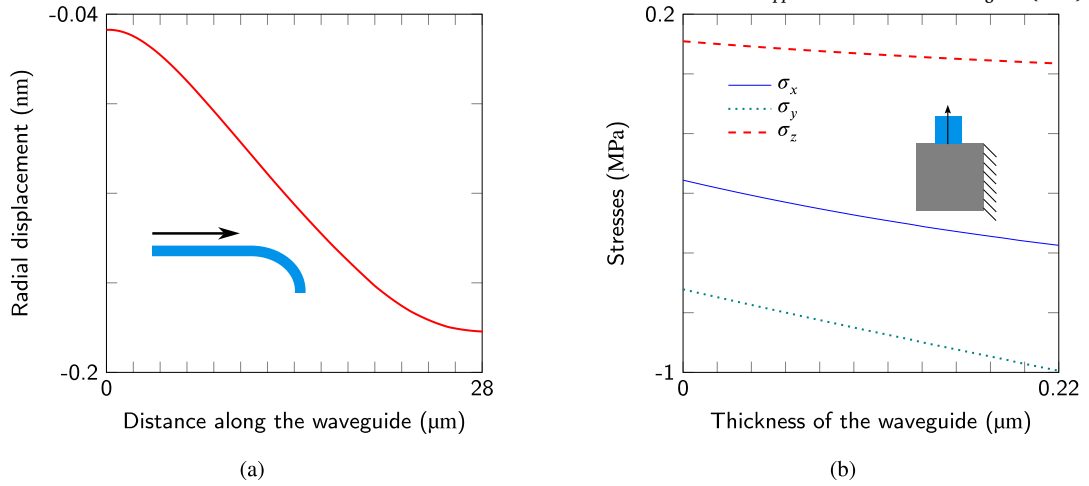 -0.04
Radial displacement (nm)
-0.2
0
28
Distance along the waveguide (μm)
(a)
0.2
σx
σy
σz
Stresses (MPa)
-1
0
0.22
Thickness of the waveguide (μm)
(b)